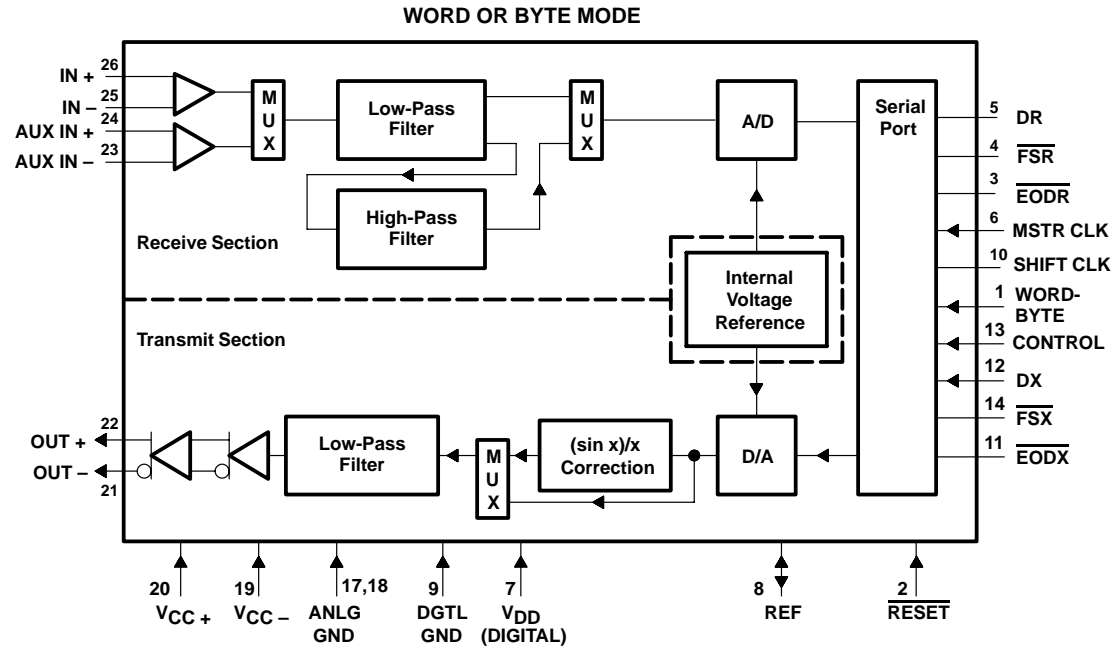 WORD OR BYTE MODE
IN +
26
IN –
25
AUX IN +
24
AUX IN –
23
M
U
X
Low-Pass
Filter
High-Pass
Filter
M
U
X
A/D
Serial
Port
5
DR
4
FSR
3
EODR
6
MSTR CLK
10
SHIFT CLK
1
WORD-
BYTE
13
CONTROL
12
DX
14
FSX
11
EODX
Receive Section
Internal
Voltage
Reference
Transmit Section
OUT +
22
OUT –
21
Low-Pass
Filter
M
U
X
(sin x)/x
Correction
D/A
20
VCC +
19
VCC –
17,18
ANLG
GND
9
DGTL
GND
7
VDD
(DIGITAL)
8
REF
2
RESET